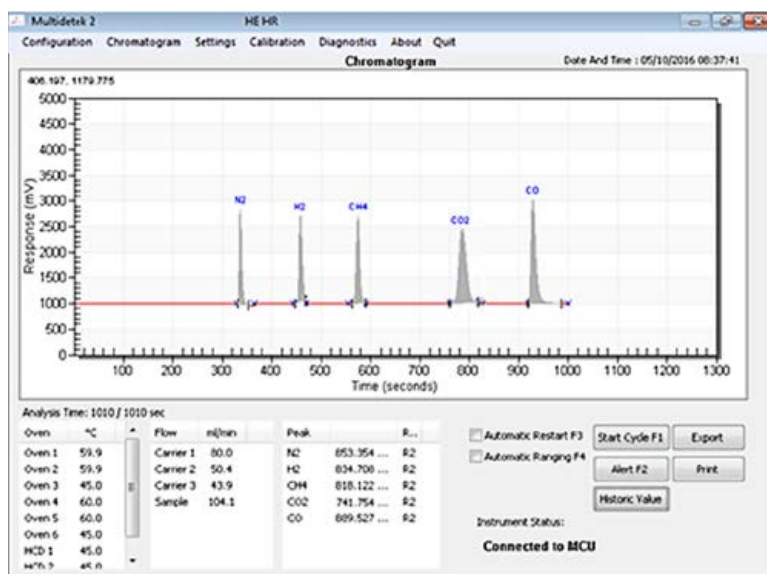 Multidetek 2 HE HR
Configuration Chromatogram Settings Calibration Diagnostics About Quit
Chromatogram Date And Time : 05/10/2016 08:37:41
406.197, 1179.775
5000
4500
4000
3500
3000
2500
2000
1500
1000
500
0
Response (mV)
N2 H2 CH4 CO2 CO
100 200 300 400 500 600 700 800 900 1000 1100 1200 1300
Time (seconds)
Analysis Time: 1010 / 1010 sec
Oven °C
Oven 1 59.9
Oven 2 59.9
Oven 3 45.0
Oven 4 60.0
Oven 5 60.0
Oven 6 45.0
MCD 1 45.0
MCD 2 45.0
Flow ml/min
Carrier 1 80.0
Carrier 2 50.4
Carrier 3 43.9
Sample 104.1
Peak R...
N2 853.354 ... R2
H2 834.708 ... R2
CH4 818.122 ... R2
CO2 741.754 ... R2
CO 889.527 ... R2
Automatic Restart F3
Automatic Ranging F4
Start Cycle F1 Export
Alert F2 Print
Historic Value
Instrument Status:
Connected to MCU